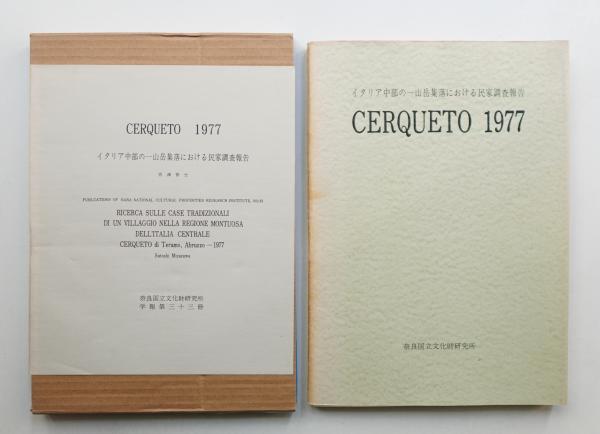 CERQUETO 1977
イタリア中部の一山岳集落における民家調査報告
PUBLICATIONS OF NARA NATIONAL CULTURAL PROPERTIES RESEARCH INSTITUTE,
RICERCA SULLE CASE TRADIZIONALI
DI UN VILLAGGIO NELLA REGIONE MONTUOSA
DELL'ITALIA CENTRALE
CERQUETO di Teramo, Abruzzo—1977
奈良国立文化財研究所
学報第三十三冊
イタリア中部の一山岳集落における民家調査報告
CERQUETO 1977
奈良国立文化財研究所